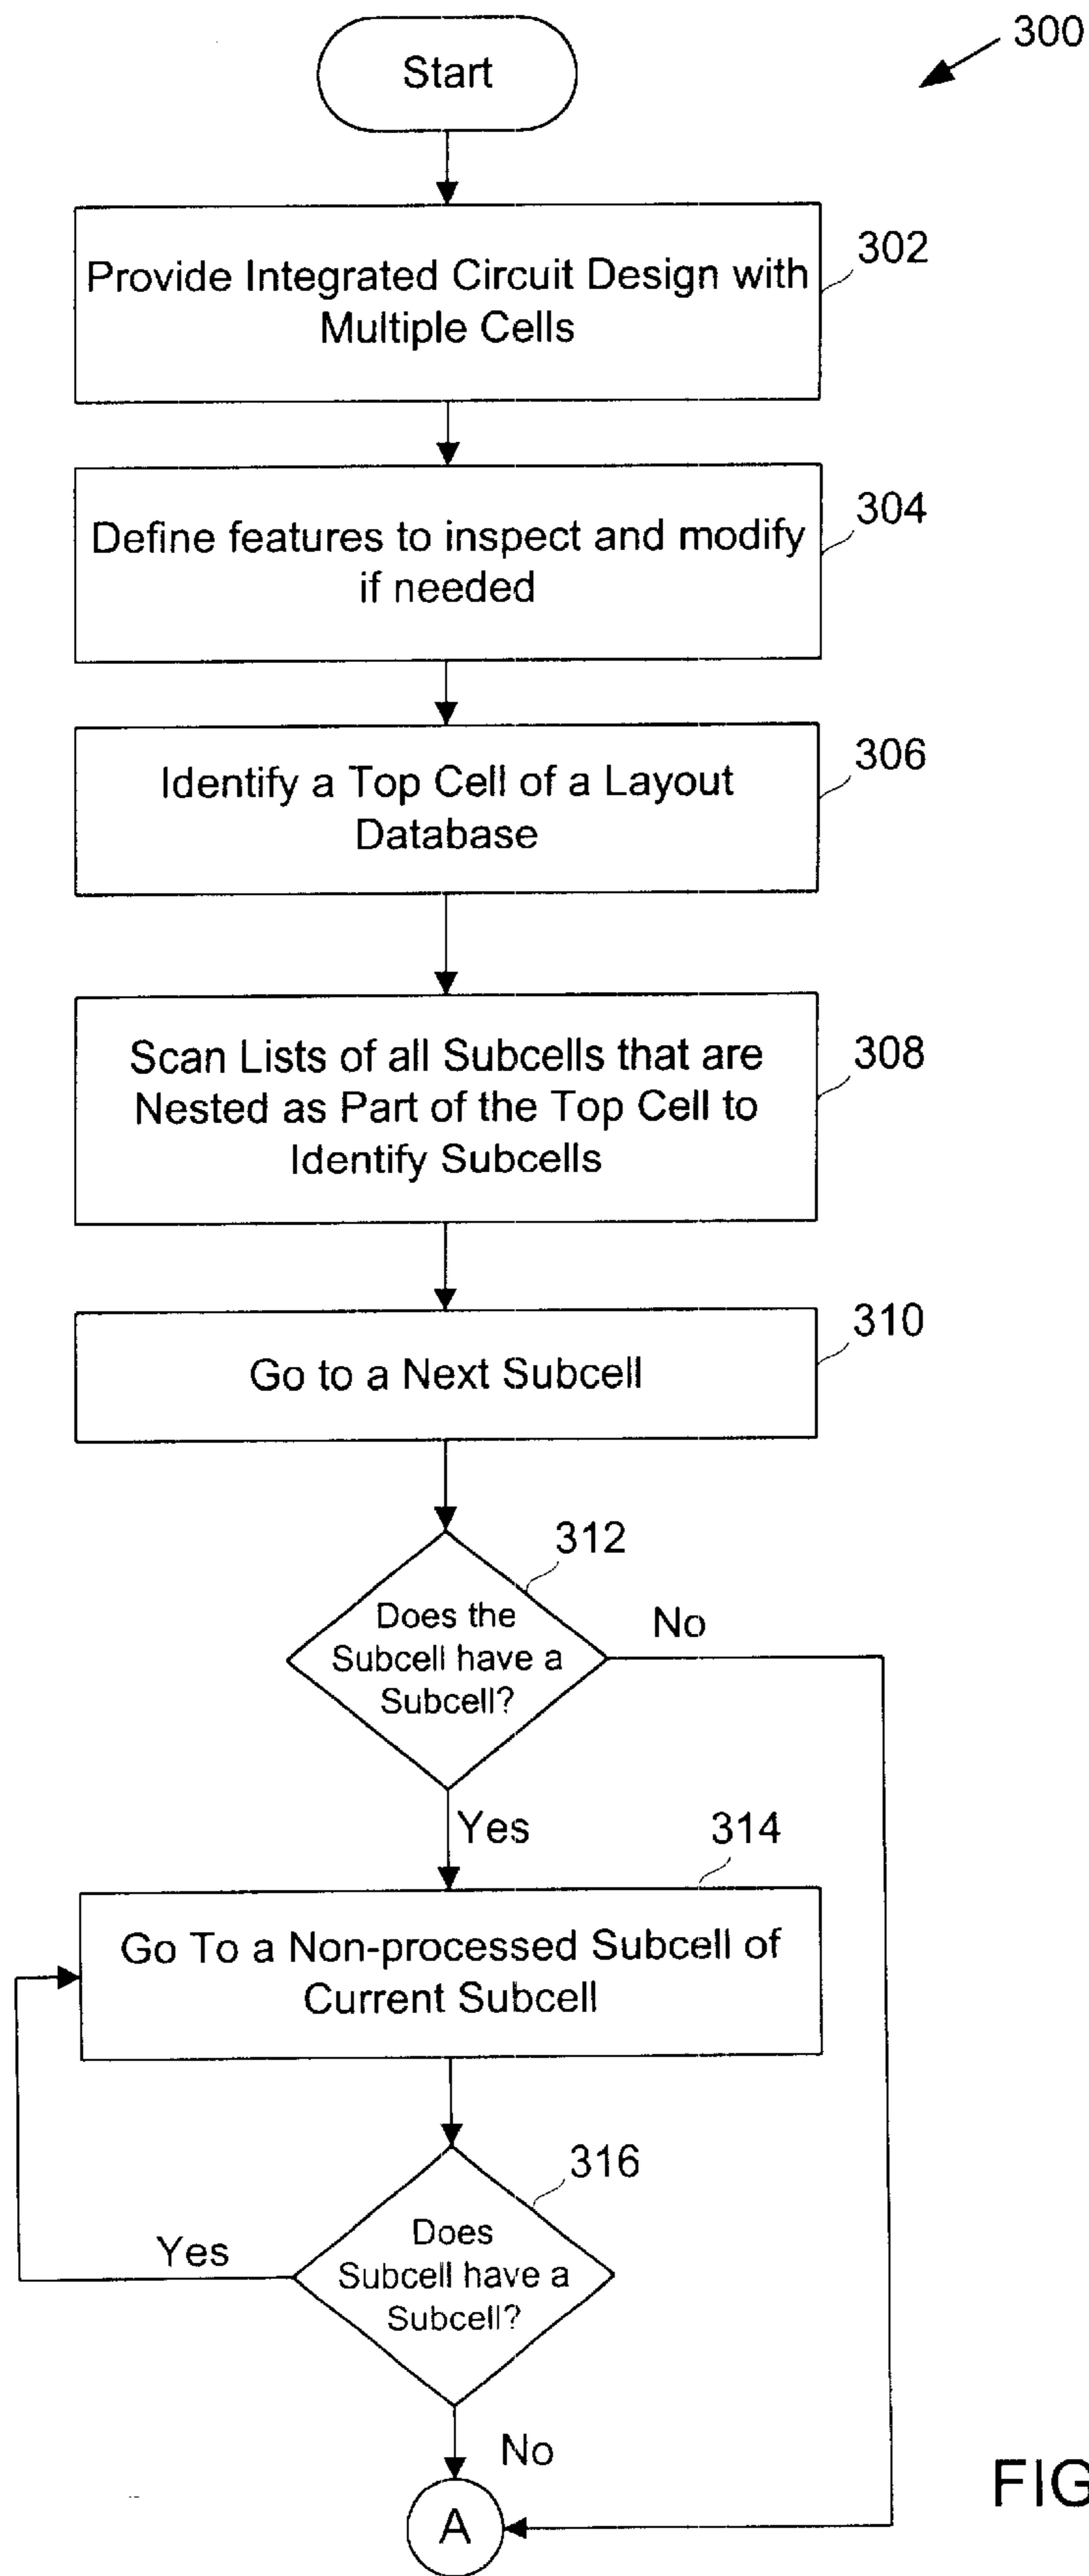 300
Start
302
Provide Integrated Circuit Design with
Multiple Cells
304
Define features to inspect and modify
if needed
306
Identify a Top Cell of a Layout
Database
308
Scan Lists of all Subcells that are
Nested as Part of the Top Cell to
Identify Subcells
310
Go to a Next Subcell
312
Does the
Subcell have a
Subcell?
No
Yes
314
Go To a Non-processed Subcell of
Current Subcell
316
Does
Subcell have a
Subcell?
Yes
No
A
FIG